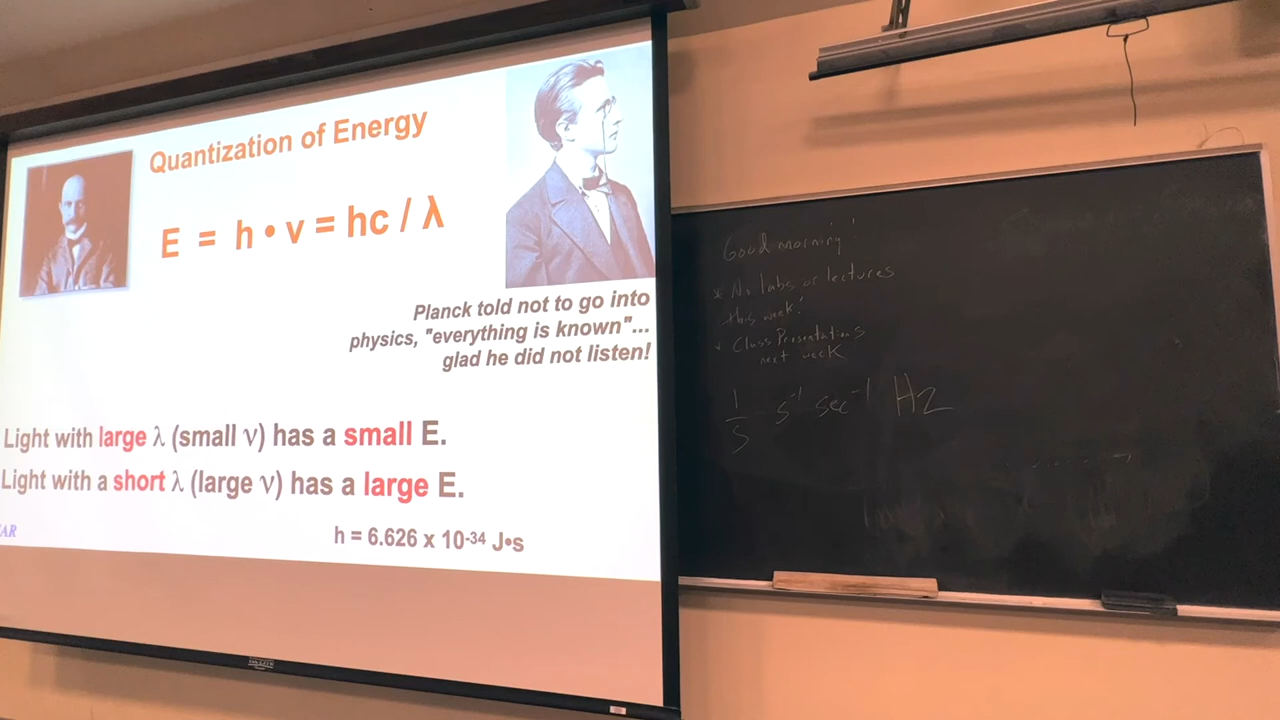 Quantization of Energy
E = h • v = hc / λ
Planck told not to go into
physics, "everything is known"...
glad he did not listen!
Light with large λ (small ν) has a small E.
Light with a short λ (large ν) has a large E.
h = 6.626 x 10-34 J•s
AR
Good morning!
* No labs or lectures
this week!
* Class Presentations
next week
1/s s⁻¹ sec⁻¹ Hz